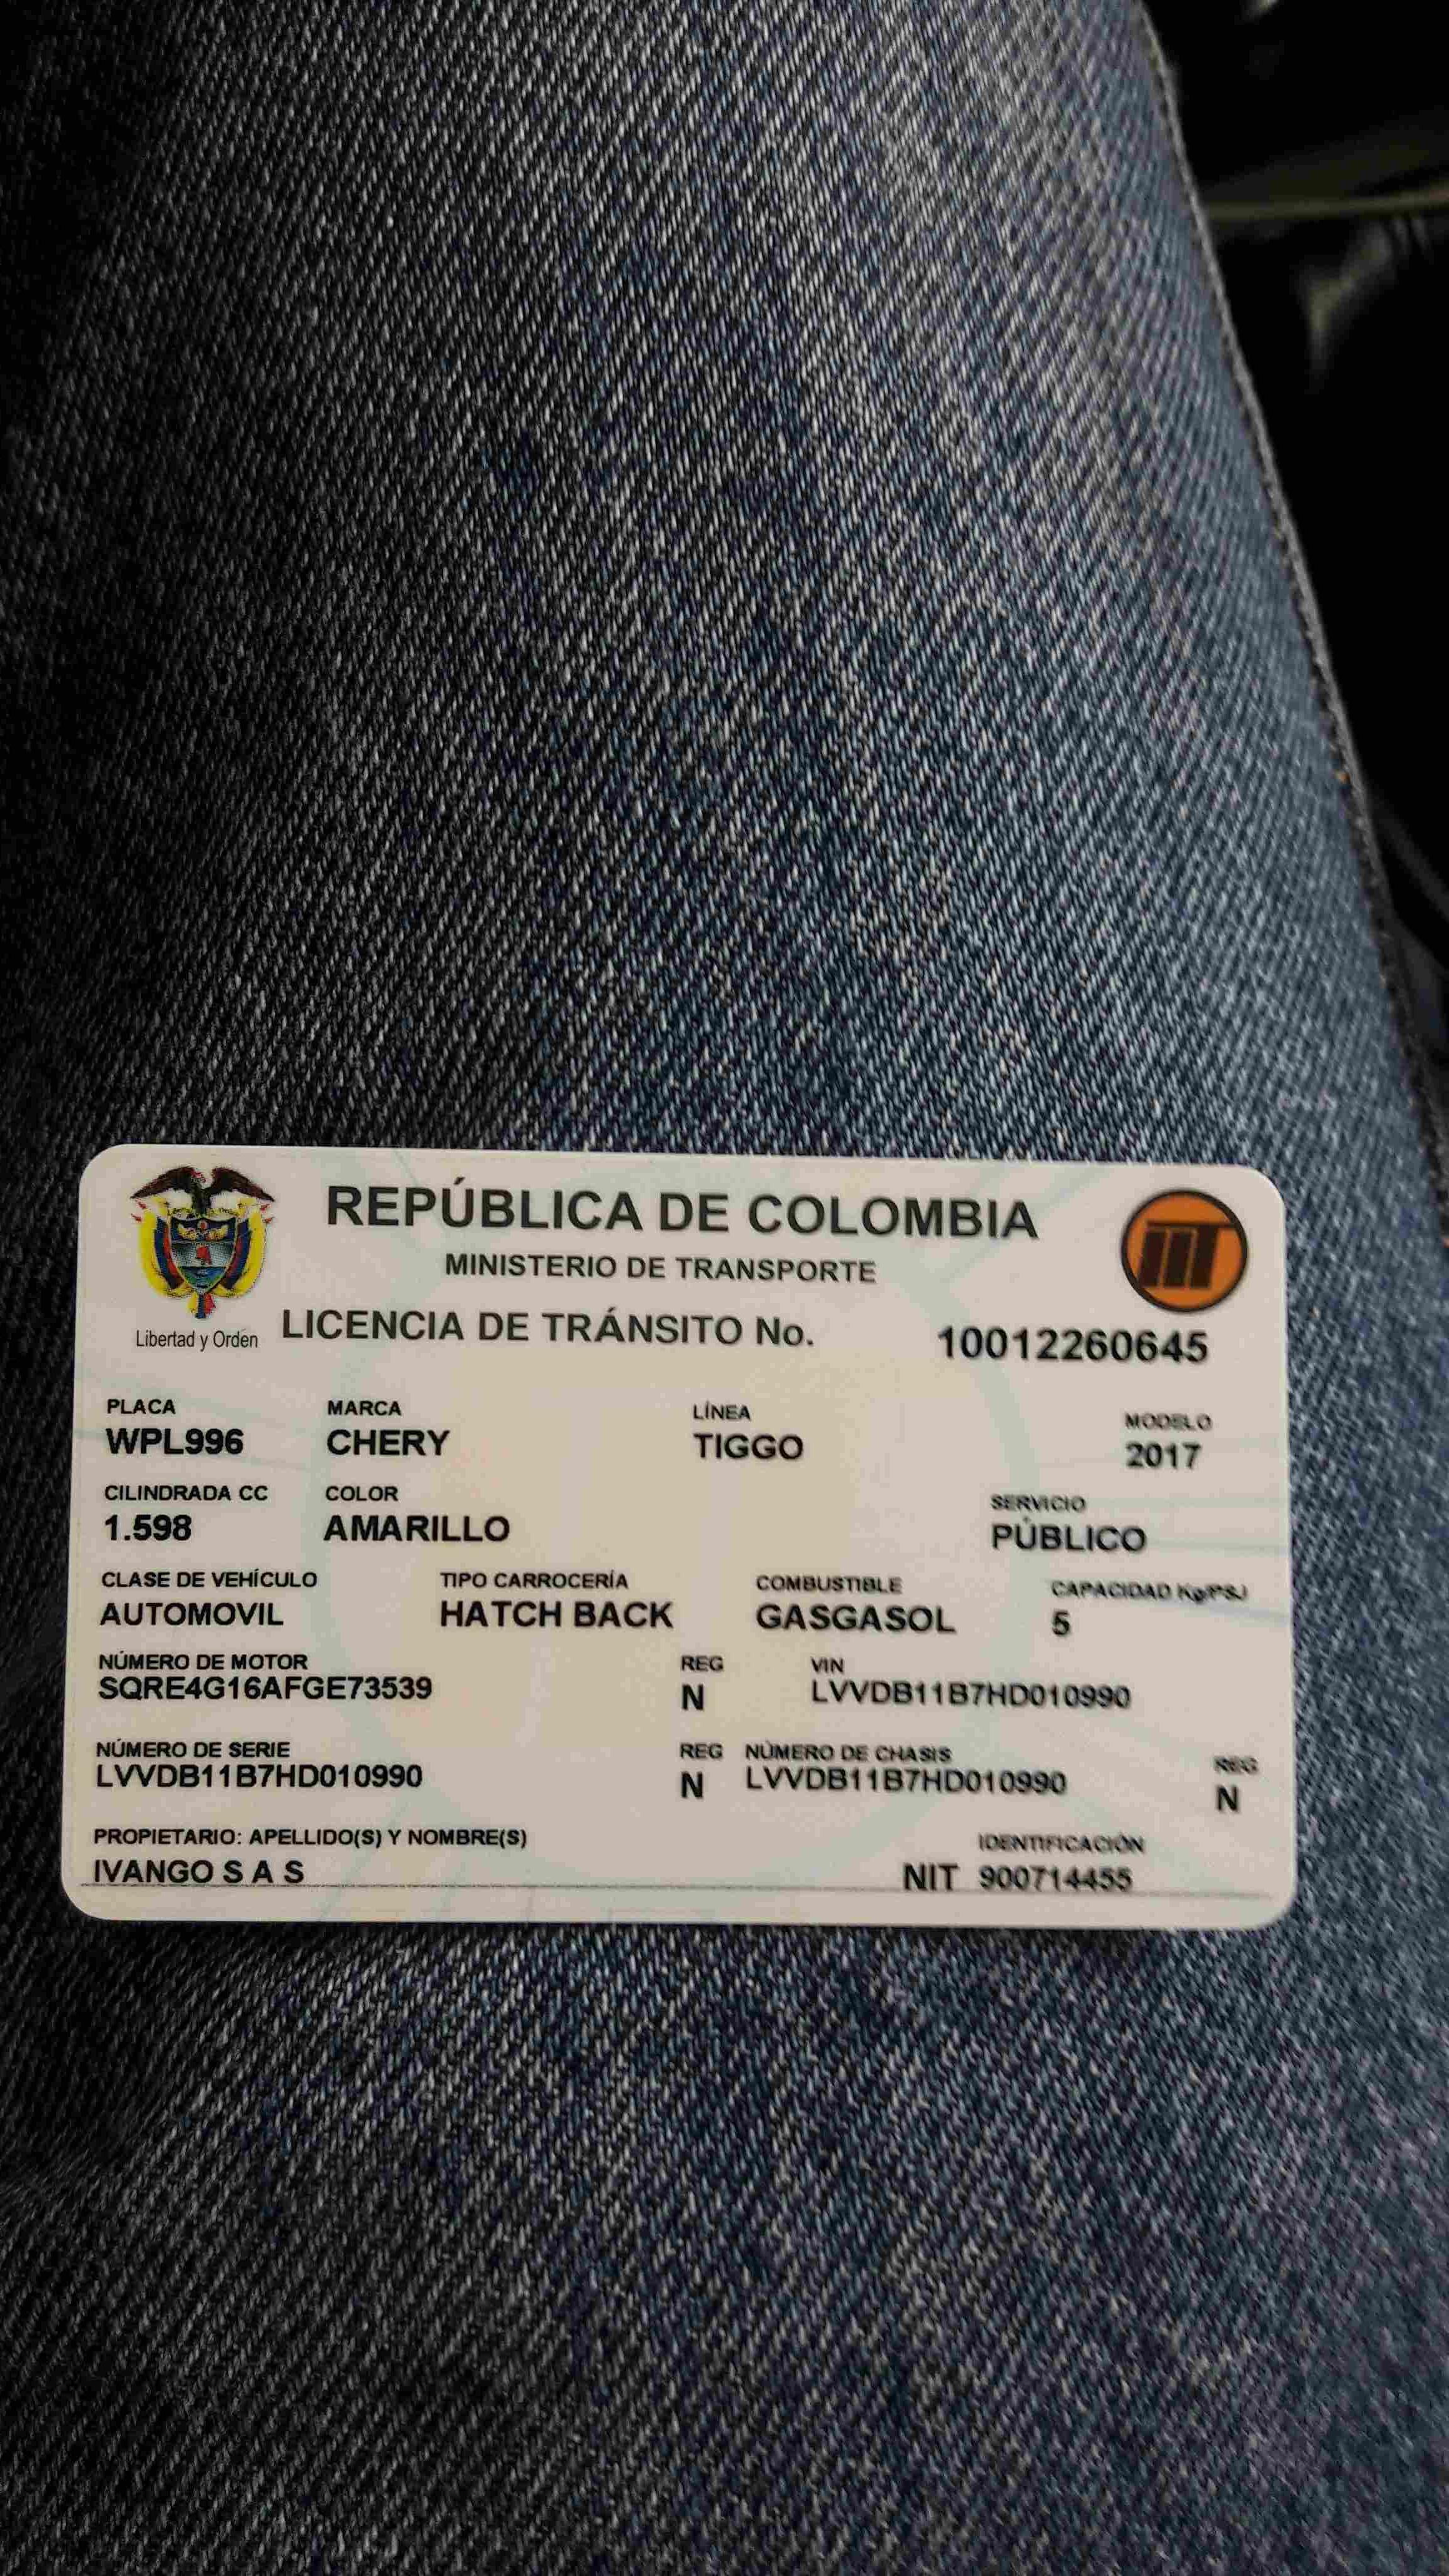 REPÚBLICA DE COLOMBIA
MINISTERIO DE TRANSPORTE
Libertad y Orden
LICENCIA DE TRÁNSITO No. 10012260645
PLACA MARCA LÍNEA MODELO
WPL996 CHERY TIGGO 2017
CILINDRADA CC COLOR SERVICIO
1.598 AMARILLO PÚBLICO
CLASE DE VEHÍCULO TIPO CARROCERÍA COMBUSTIBLE CAPACIDAD Kg/PSJ
AUTOMOVIL HATCH BACK GASGASOL 5
NÚMERO DE MOTOR REG VIN
SQRE4G16AFGE73539 N LVVDB11B7HD010990
NÚMERO DE SERIE REG NÚMERO DE CHASIS REG
LVVDB11B7HD010990 N LVVDB11B7HD010990 N
PROPIETARIO: APELLIDO(S) Y NOMBRE(S) IDENTIFICACIÓN
IVANGO S A S NIT 900714455